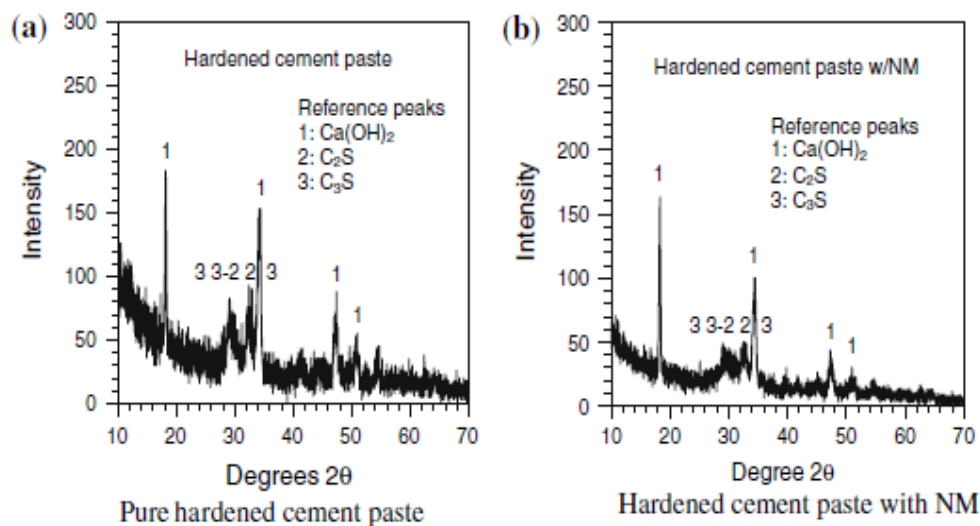 (a)
300
250
200
150
100
50
0
Intensity
Hardened cement paste
Reference peaks
1: Ca(OH)₂
2: C₂S
3: C₃S
1
1
3 3-2 2 3
1
1
10 20 30 40 50 60 70
Degrees 2θ
Pure hardened cement paste
(b)
300
250
200
150
100
50
0
Intensity
Hardened cement paste w/NM
Reference peaks
1: Ca(OH)₂
2: C₂S
3: C₃S
1
1
3 3-2 2 3
1
1
10 20 30 40 50 60 70
Degree 2θ
Hardened cement paste with NM